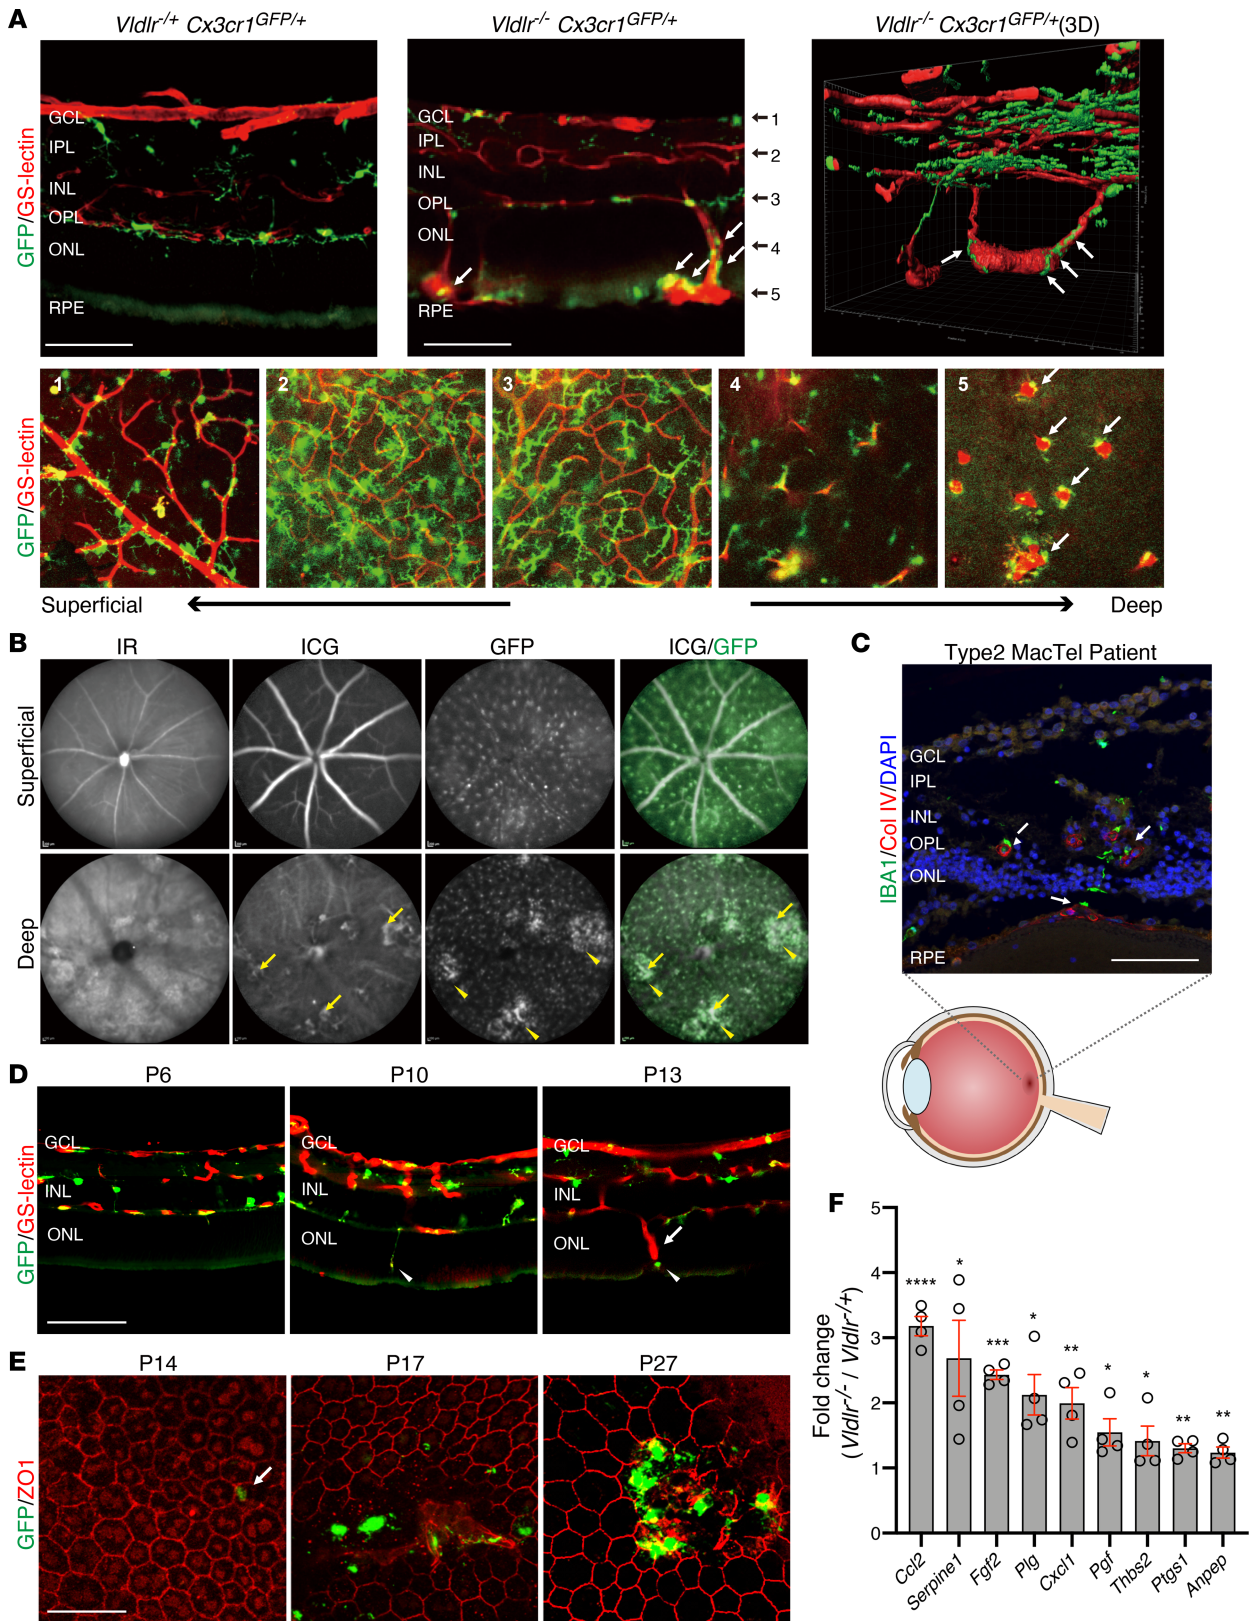 A
Vldlr-/+ Cx3cr1GFP/+
Vldlr-/- Cx3cr1GFP/+
Vldlr-/- Cx3cr1GFP/+(3D)
GFP/GS-lectin
GCL
IPL
INL
OPL
ONL
RPE
GCL
IPL
INL
OPL
ONL
RPE
1
2
3
4
5
GFP/GS-lectin
1
2
3
4
5
Superficial
Deep
B
IR
ICG
GFP
ICG/GFP
Superficial
Deep
C
Type2 MacTel Patient
IBA1/Col IV/DAPI
GCL
IPL
INL
OPL
ONL
RPE
D
P6
P10
P13
GFP/GS-lectin
GCL
INL
ONL
GCL
INL
ONL
GCL
INL
ONL
E
P14
P17
P27
GFP/ZO1
F
Fold change
(Vldlr-/- / Vldlr-/+)
5
4
3
2
1
0
****
*
***
*
**
*
*
**
**
Ccl2
Serpine1
Fgf2
Plg
Cxcl1
Pgf
Thbs2
Ptgs1
Anpep